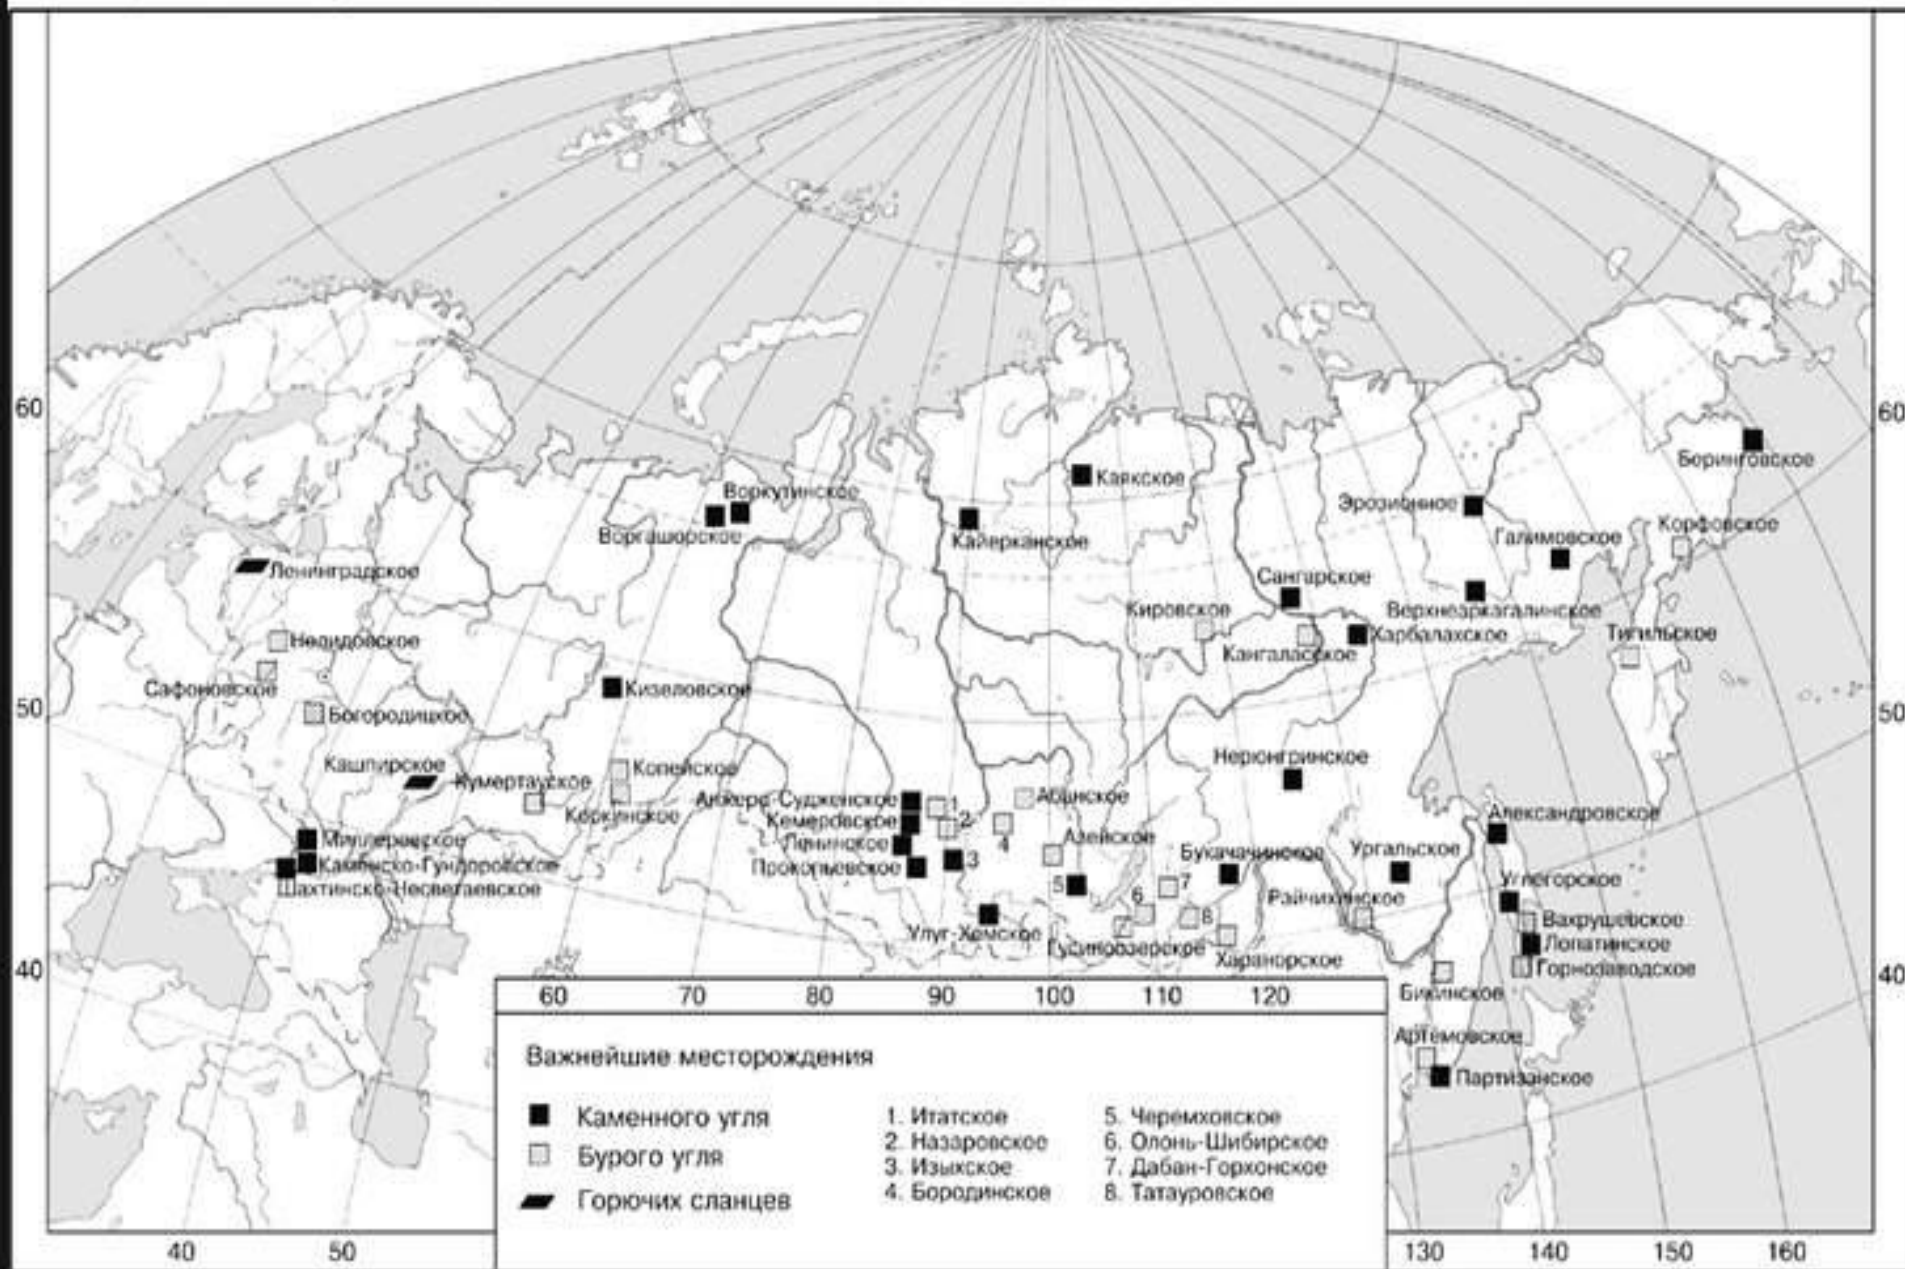 60
60
Беринговское
Каякское
Воркутинское
Эрозионное
Корфовское
Воргашорское
Кайерканское
Галимовское
Ленинградское
Сангарское
Кировское
Верхнеаркагалинское
Нелидовское
Харбалахское
Тигильское
Кангаласское
Сафоновское
Кизеловское
50
50
Богородицкое
Нерюнгринское
Кашпирское
Кумертауское
Копейское
Анжеро-Судженское
1
Абанское
Александровское
Коркинское
Кемеровское
2
Миллеровское
Ленинское
4
Азейское
Букачачинское
Ургальское
Каменско-Гундоровское
Прокопьевское
3
5
7
Углегорское
Шахтинско-Несветаевское
6
Райчихинское
8
Вахрушевское
Улуг-Хемское
Гусиноозерское
Харанорское
Лопатинское
40
Горнозаводское
40
Бикинское
60 70 80 90 100 110 120
Артемовское
Партизанское
Важнейшие месторождения
Каменного угля
Бурого угля
Горючих сланцев
1. Итатское
2. Назаровское
3. Изыхское
4. Бородинское
5. Черемховское
6. Олонь-Шибирское
7. Дабан-Горхонское
8. Татауровское
40 50 130 140 150 160